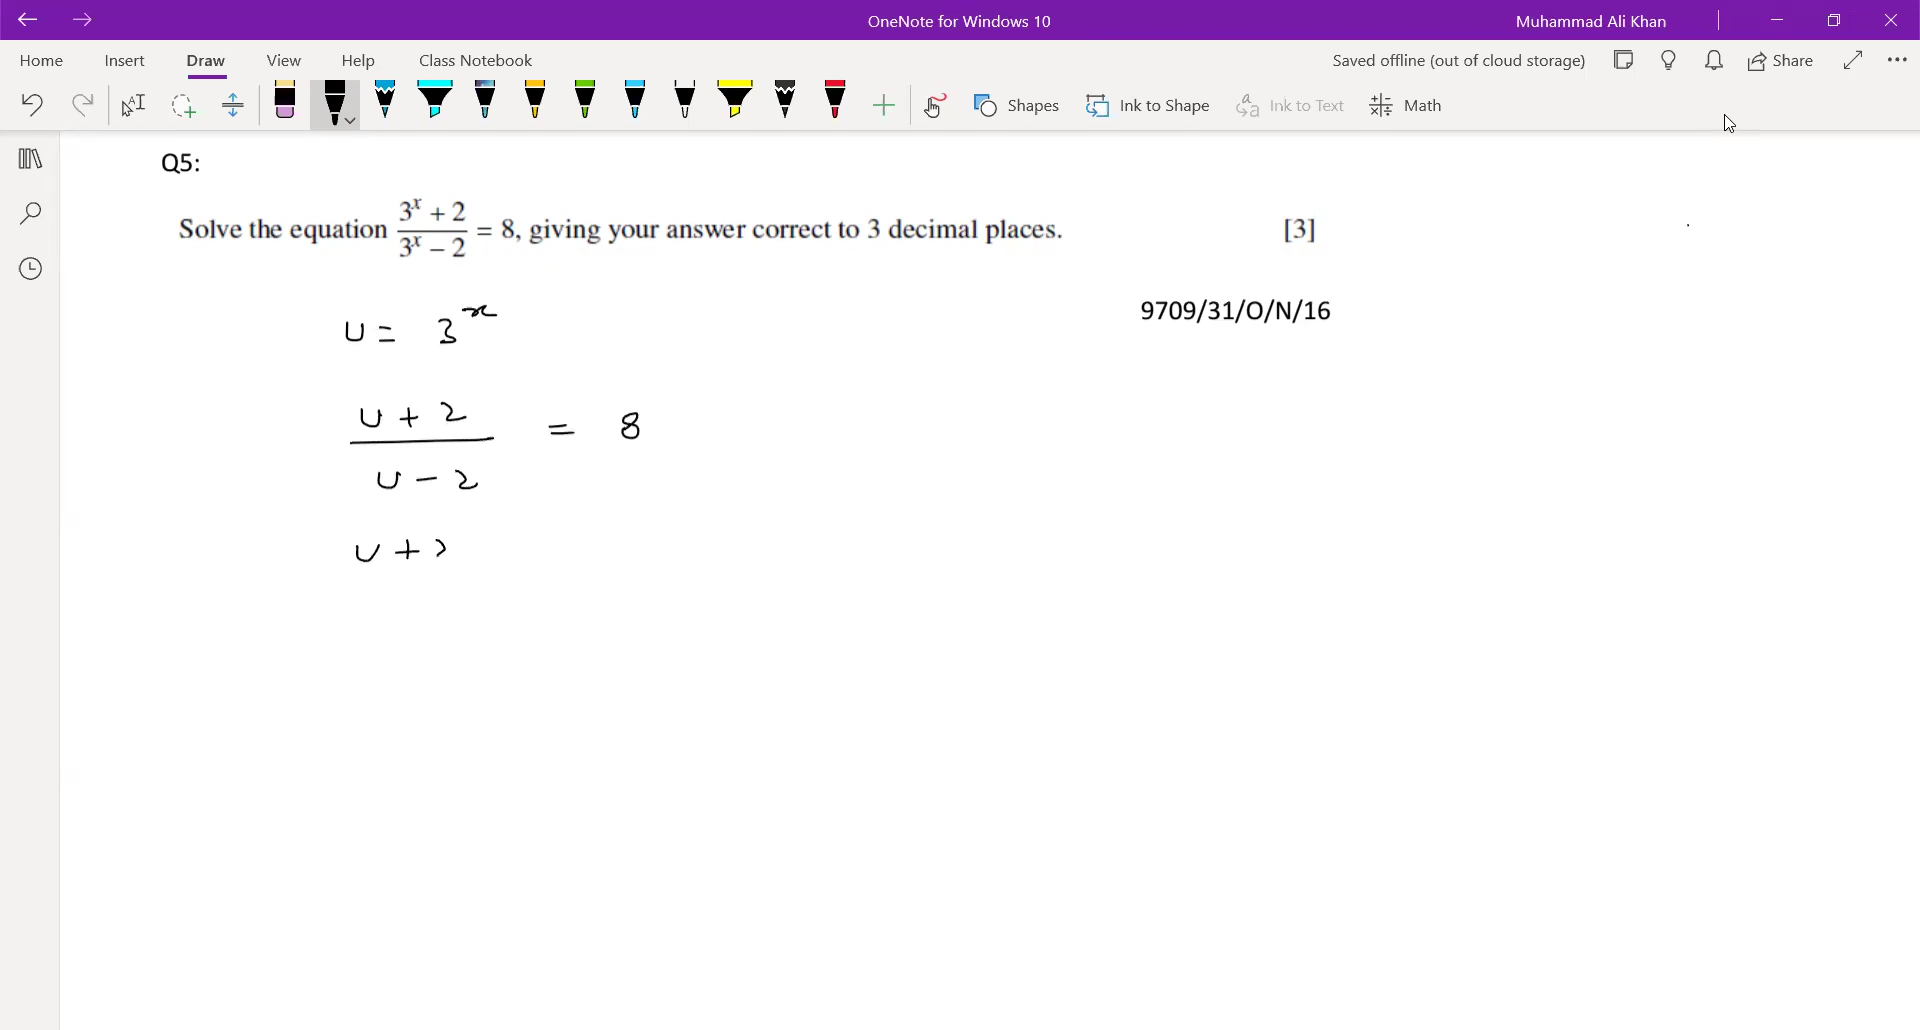 OneNote for Windows 10
Muhammad Ali Khan
Home Insert Draw View Help Class Notebook
Saved offline (out of cloud storage) Share
Shapes Ink to Shape Ink to Text Math
Q5:
Solve the equation (3^x + 2)/(3^x − 2) = 8, giving your answer correct to 3 decimal places. [3]
9709/31/O/N/16
u = 3^x
u + 2
= 8
u − 2
u +